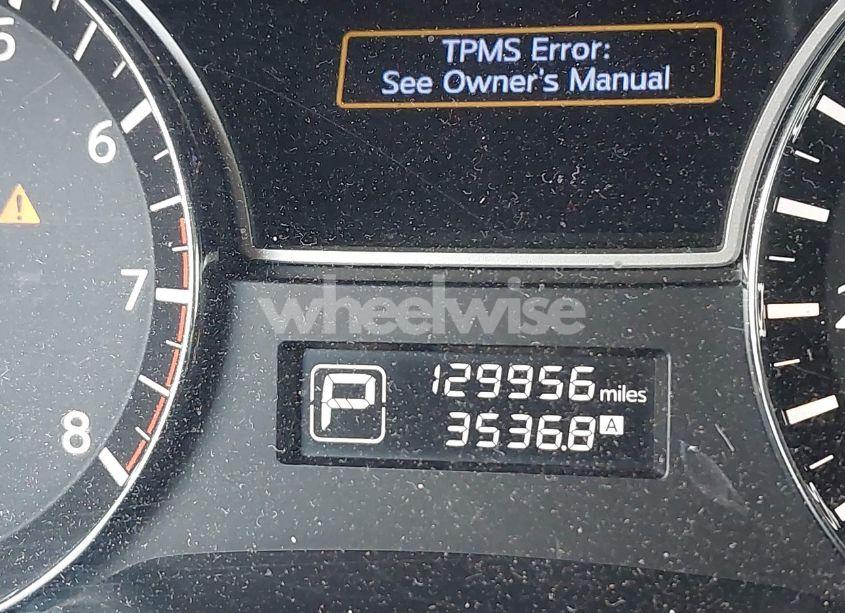 TPMS Error:
See Owner's Manual
5
6
7
8
wheelwise
P
129956 miles
3536.8 A